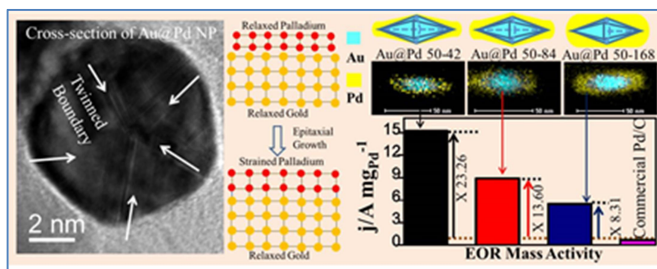 Cross-section of Au@Pd NP
Twinned
Boundary
2 nm
Relaxed Palladium
Relaxed Gold
Epitaxial
Growth
Strained Palladium
Relaxed Gold
Au
Pd
Au@Pd 50-42
Au@Pd 50-84
Au@Pd 50-168
50 nm
50 nm
50 nm
j/A mgPd-1
15
12
9
6
3
0
X 23.26
X 13.60
X 8.31
Commercial Pd/C
EOR Mass Activity